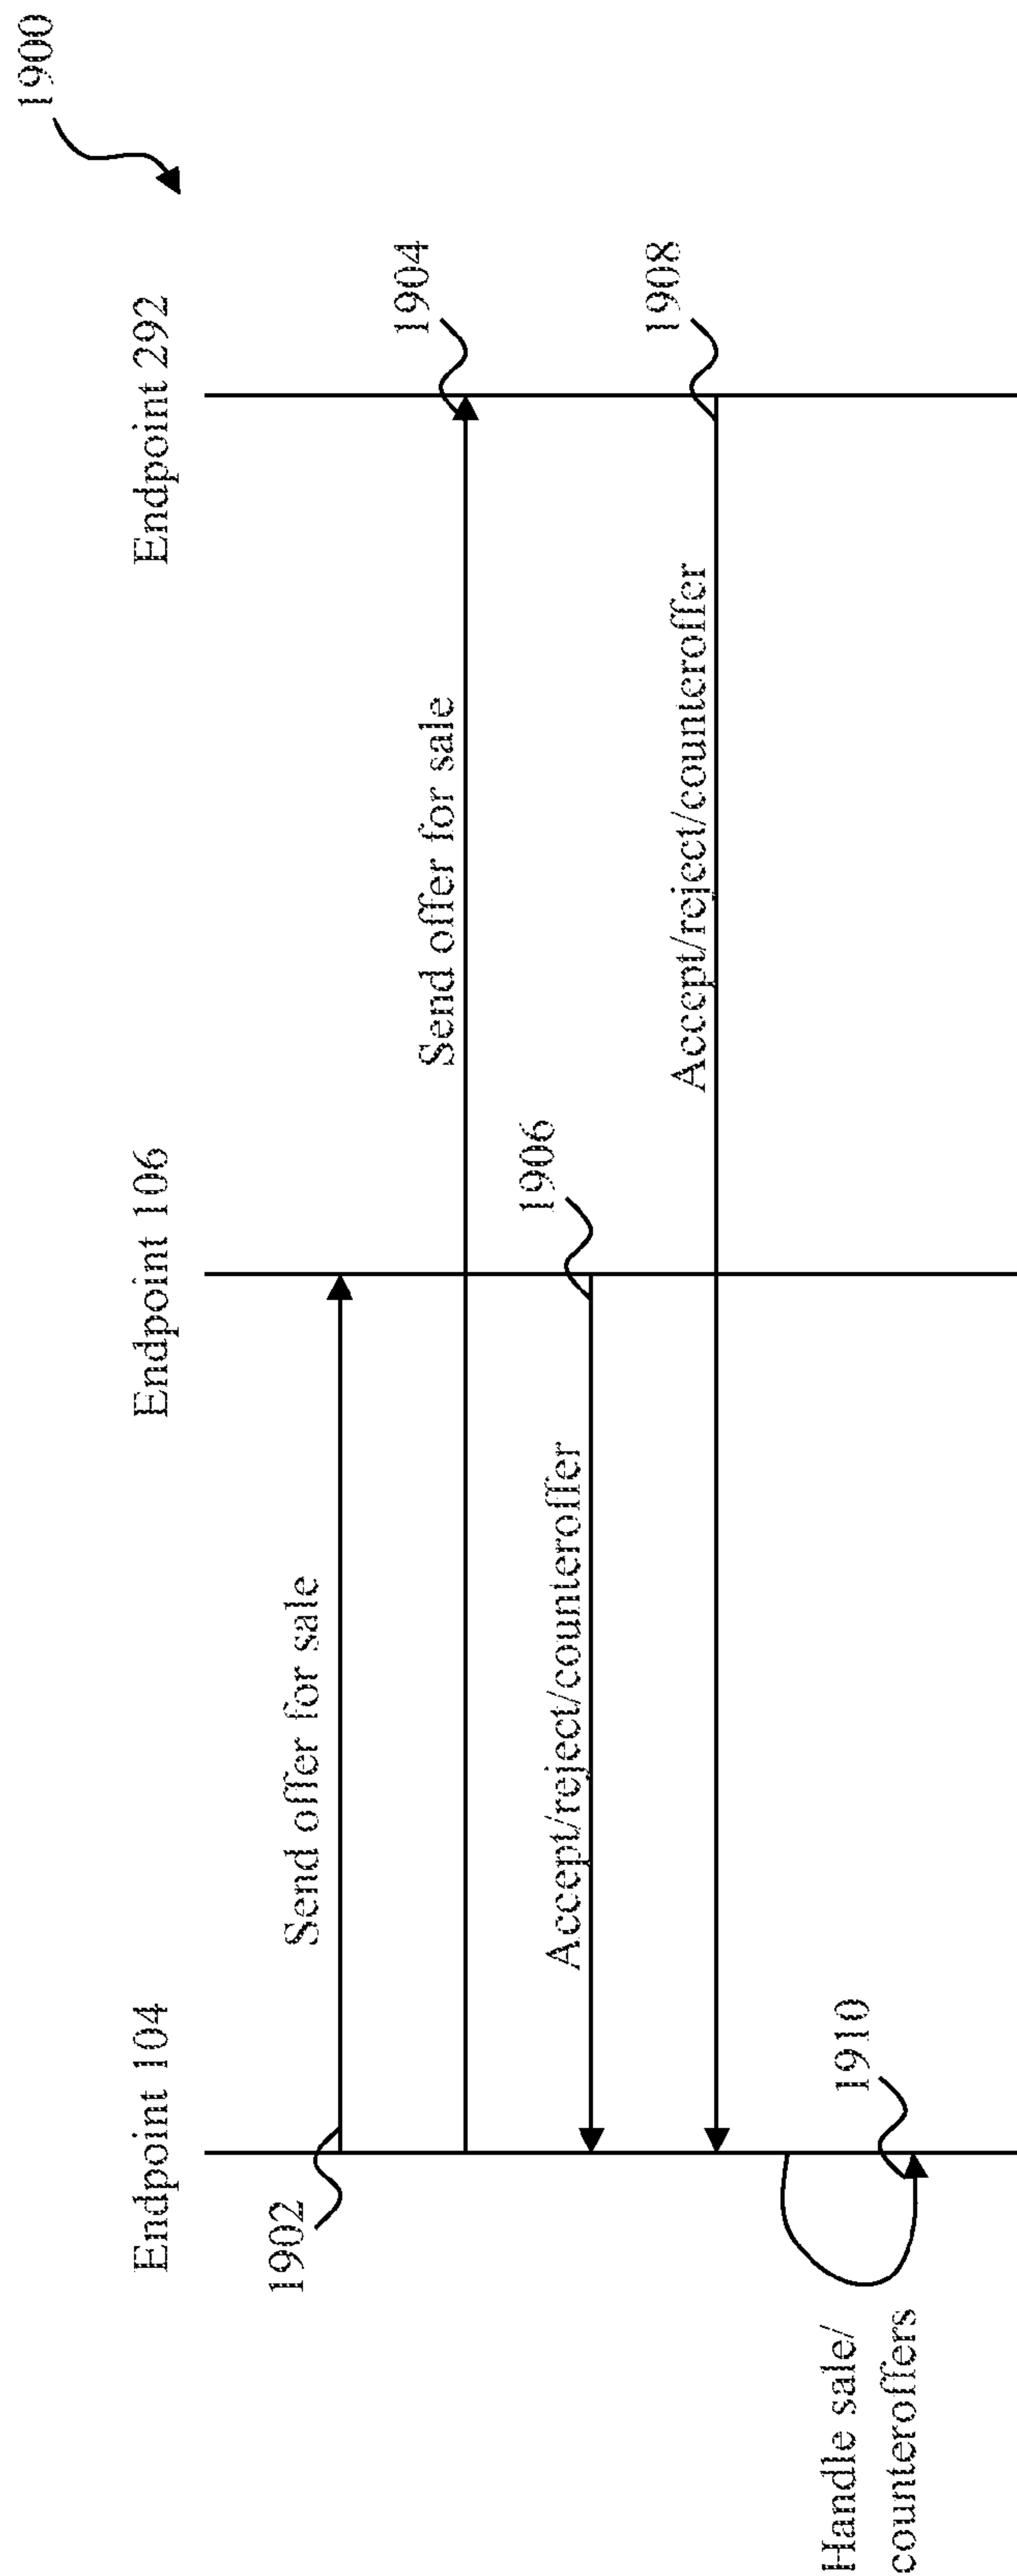 1900
Endpoint 104
Endpoint 106
Endpoint 292
1902
Send offer for sale
Send offer for sale
1904
Accept/reject/counteroffer
1906
Accept/reject/counteroffer
1908
Handle sale/
counteroffers
1910